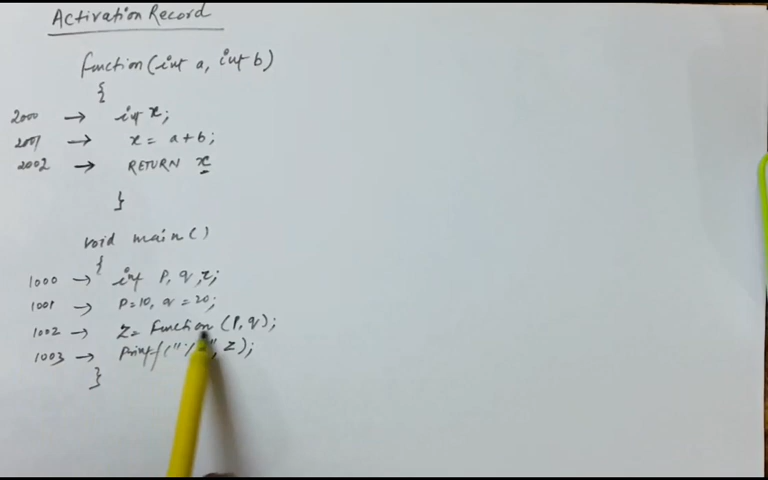 Activation Record
function(int a, int b)
{
2000 → int x;
2001 → x = a+b;
2002 → RETURN x
}
void main()
{
1000 → int P, q, z;
1001 → P=10, q=20;
1002 → Z= Function (P,q);
1003 → Printf(" ", Z);
}